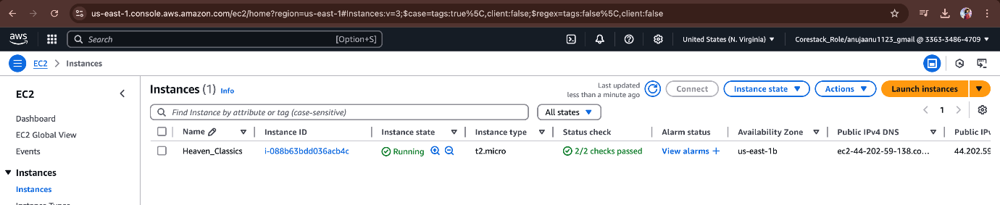 us-east-1.console.aws.amazon.com/ec2/home?region=us-east-1#Instances:v=3;$case=tags:true%5C,client:false;$regex=tags:false%5C,client:false
aws Search [Option+S] United States (N. Virginia) Corestack_Role/anujaanu1123_gmail @ 3363-3486-4709
EC2 Instances
EC2
Dashboard
EC2 Global View
Events
Instances
Instances
Instance Types
Instances (1) Info
Last updated
less than a minute ago
Connect Instance state Actions Launch instances
Find Instance by attribute or tag (case-sensitive) All states 1
Name Instance ID Instance state Instance type Status check Alarm status Availability Zone Public IPv4 DNS Public IPv
Heaven_Classics i-088b63bdd036acb4c Running t2.micro 2/2 checks passed View alarms + us-east-1b ec2-44-202-59-138.co... 44.202.59